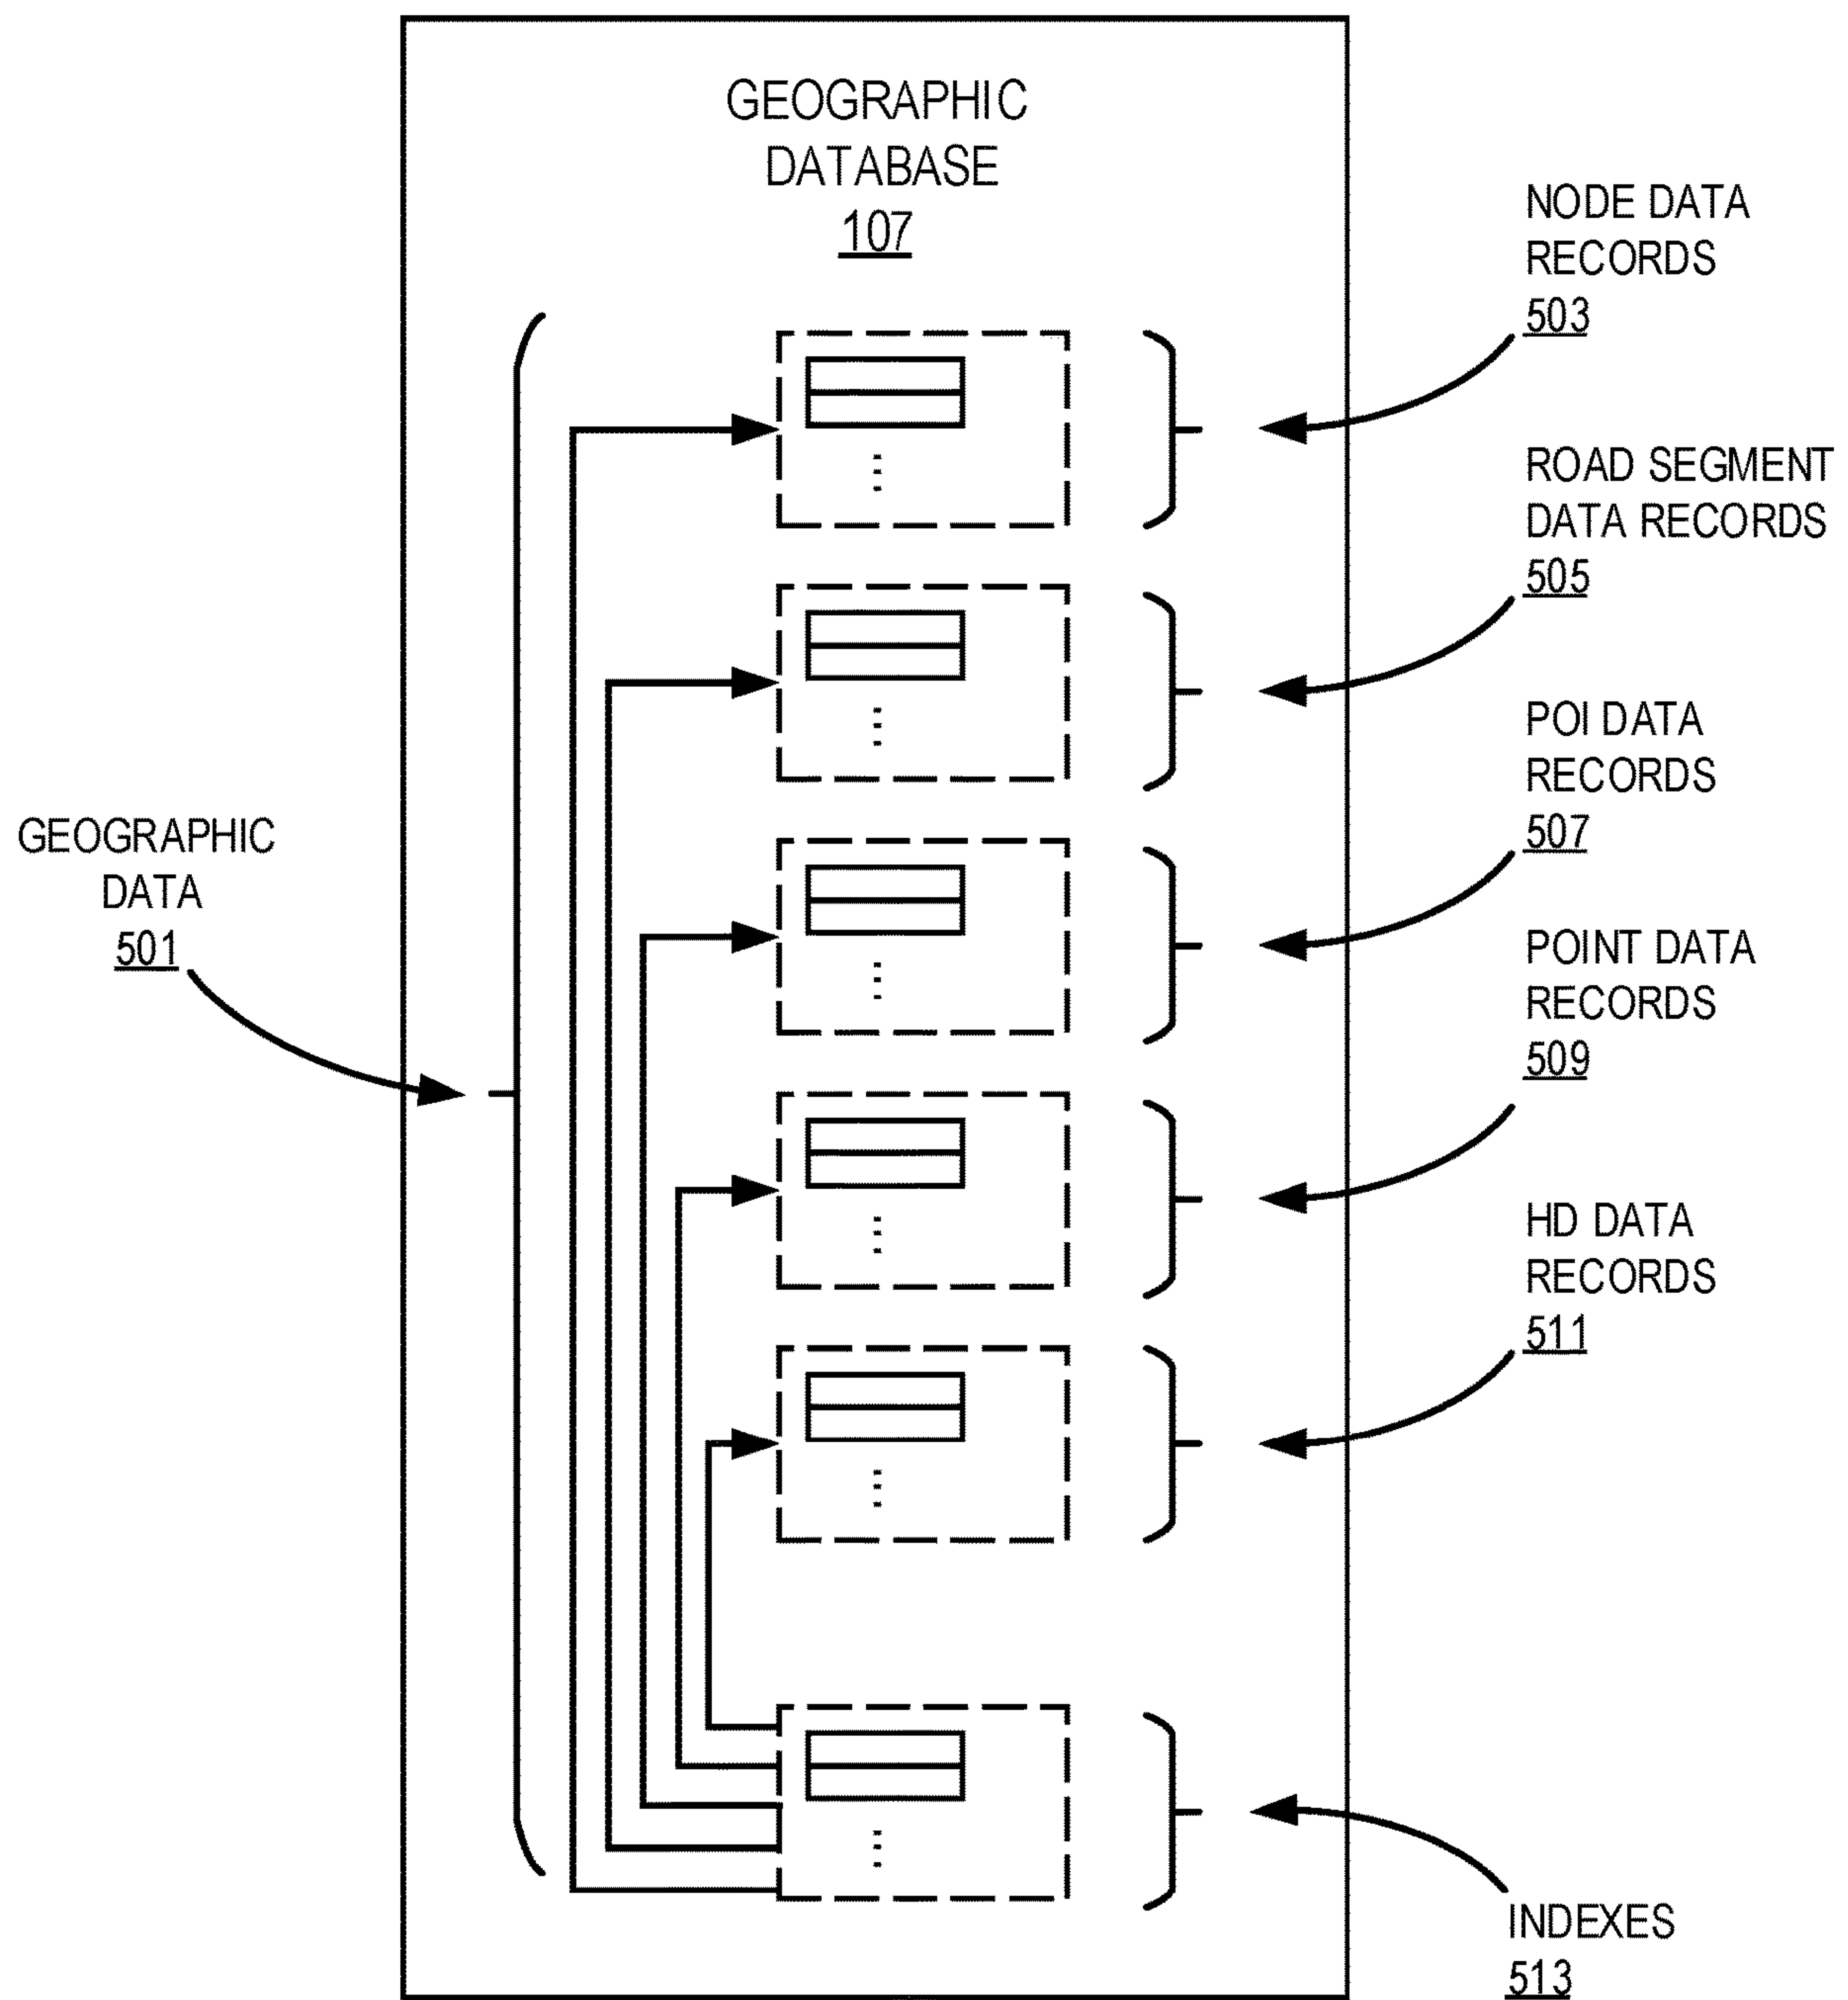 GEOGRAPHIC
DATABASE
107
NODE DATA
RECORDS
503
ROAD SEGMENT
DATA RECORDS
505
POI DATA
RECORDS
507
GEOGRAPHIC
DATA
501
POINT DATA
RECORDS
509
HD DATA
RECORDS
511
INDEXES
513